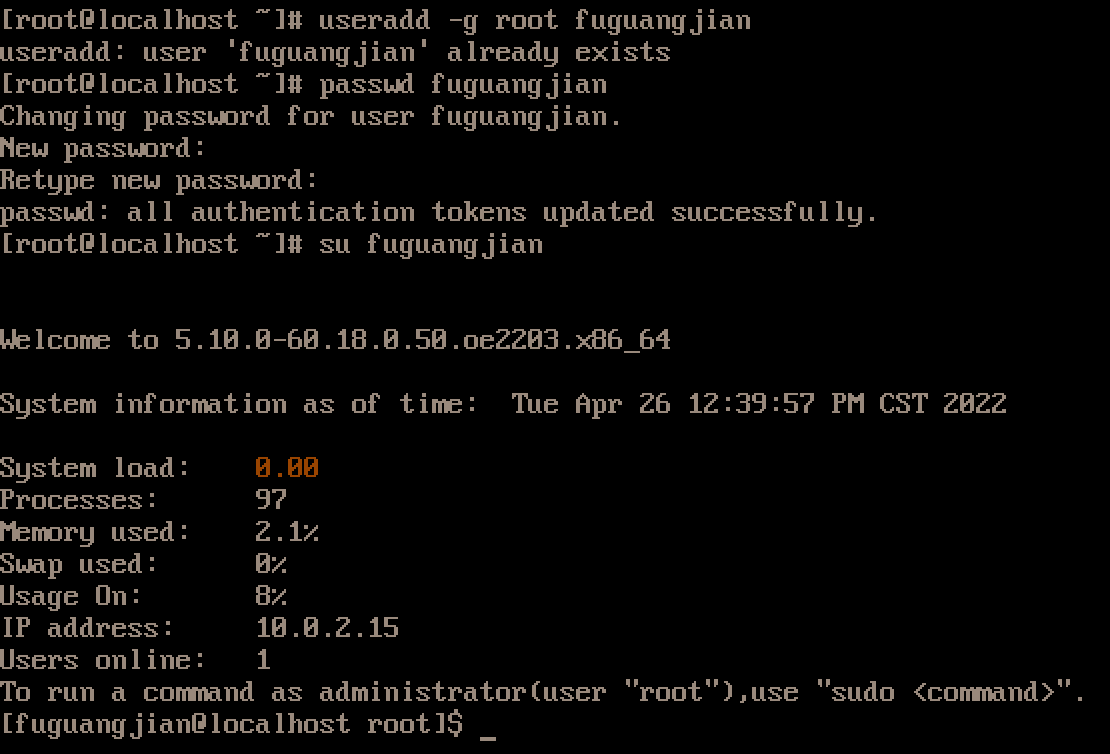 [root@localhost ~]# useradd -g root fuguangjian
useradd: user 'fuguangjian' already exists
[root@localhost ~]# passwd fuguangjian
Changing password for user fuguangjian.
New password:
Retype new password:
passwd: all authentication tokens updated successfully.
[root@localhost ~]# su fuguangjian
Welcome to 5.10.0-60.18.0.50.oe2203.x86_64
System information as of time:  Tue Apr 26 12:39:57 PM CST 2022
System load:    0.00
Processes:      97
Memory used:    2.1%
Swap used:      0%
Usage On:       8%
IP address:     10.0.2.15
Users online:   1
To run a command as administrator(user "root"),use "sudo <command>".
[fuguangjian@localhost root]$ _